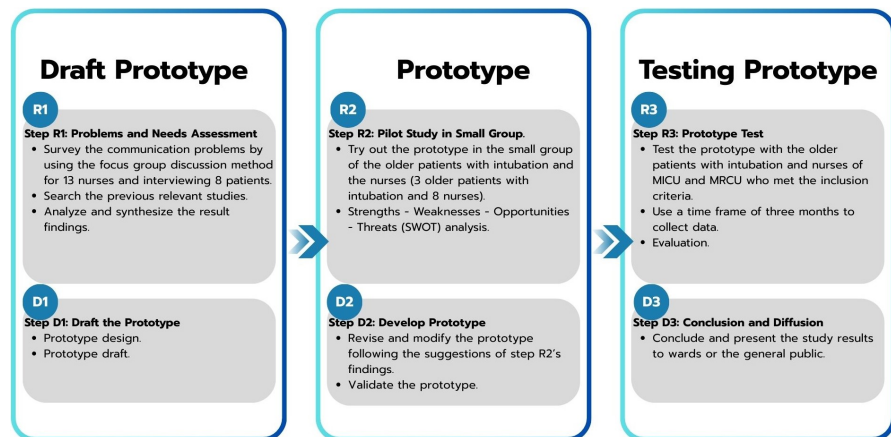 Draft Prototype
R1
Step R1: Problems and Needs Assessment
• Survey the communication problems by
using the focus group discussion method
for 13 nurses and interviewing 8 patients.
• Search the previous relevant studies.
• Analyze and synthesize the result
findings.
D1
Step D1: Draft the Prototype
• Prototype design.
• Prototype draft.
Prototype
R2
Step R2: Pilot Study in Small Group.
• Try out the prototype in the small group
of the older patients with intubation and
the nurses (3 older patients with
intubation and 8 nurses).
• Strengths - Weaknesses - Opportunities
- Threats (SWOT) analysis.
D2
Step D2: Develop Prototype
• Revise and modify the prototype
following the suggestions of step R2's
findings.
• Validate the prototype.
Testing Prototype
R3
Step R3: Prototype Test
• Test the prototype with the older
patients with intubation and nurses of
MICU and MRCU who met the inclusion
criteria.
• Use a time frame of three months to
collect data.
• Evaluation.
D3
Step D3: Conclusion and Diffusion
• Conclude and present the study results
to wards or the general public.